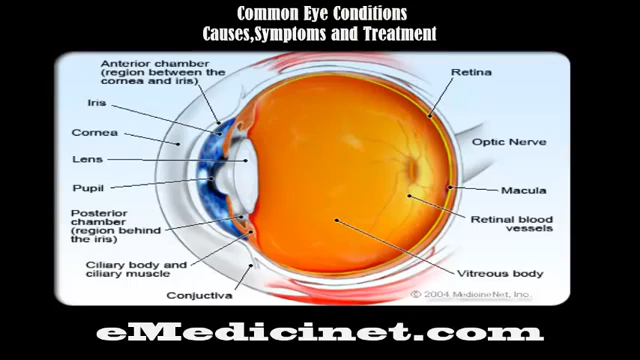 Common Eye Conditions
Causes,Symptoms and Treatment
Anterior chamber
(region between the
cornea and iris)
Iris
Cornea
Lens
Pupil
Posterior
chamber
(region behind
the iris)
Ciliary body and
ciliary muscle
Conjuctiva
Retina
Optic Nerve
Macula
Retinal blood
vessels
Vitreous body
© 2004 MedicineNet, Inc.
eMedicinet.com